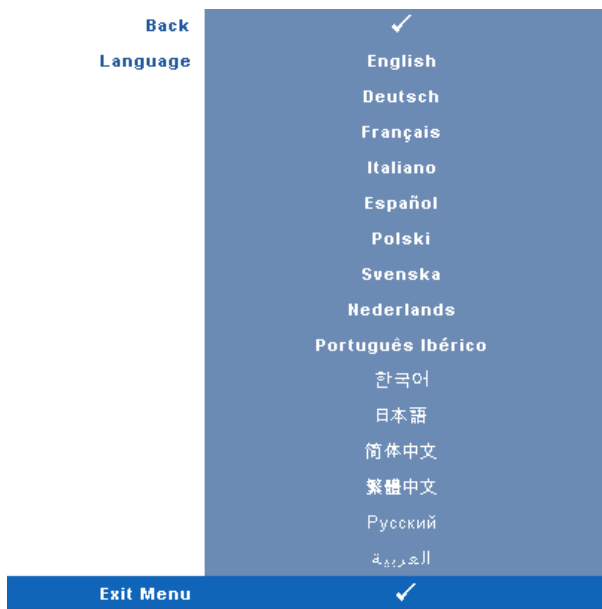 Back ✓
Language English
Deutsch
Français
Italiano
Español
Polski
Svenska
Nederlands
Português Ibérico
한국어
日本語
简体中文
繁體中文
Русский
العربية
Exit Menu ✓